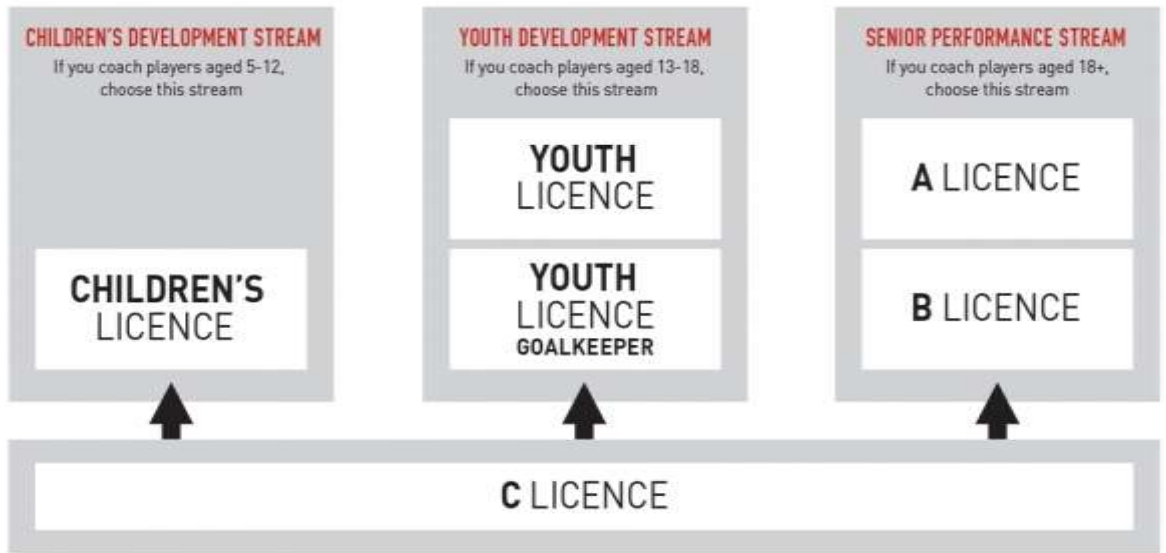 CHILDREN'S DEVELOPMENT STREAM
If you coach players aged 5-12,
choose this stream
CHILDREN'S
LICENCE
YOUTH DEVELOPMENT STREAM
If you coach players aged 13-18,
choose this stream
YOUTH
LICENCE
YOUTH
LICENCE
GOALKEEPER
SENIOR PERFORMANCE STREAM
If you coach players aged 18+,
choose this stream
A LICENCE
B LICENCE
C LICENCE